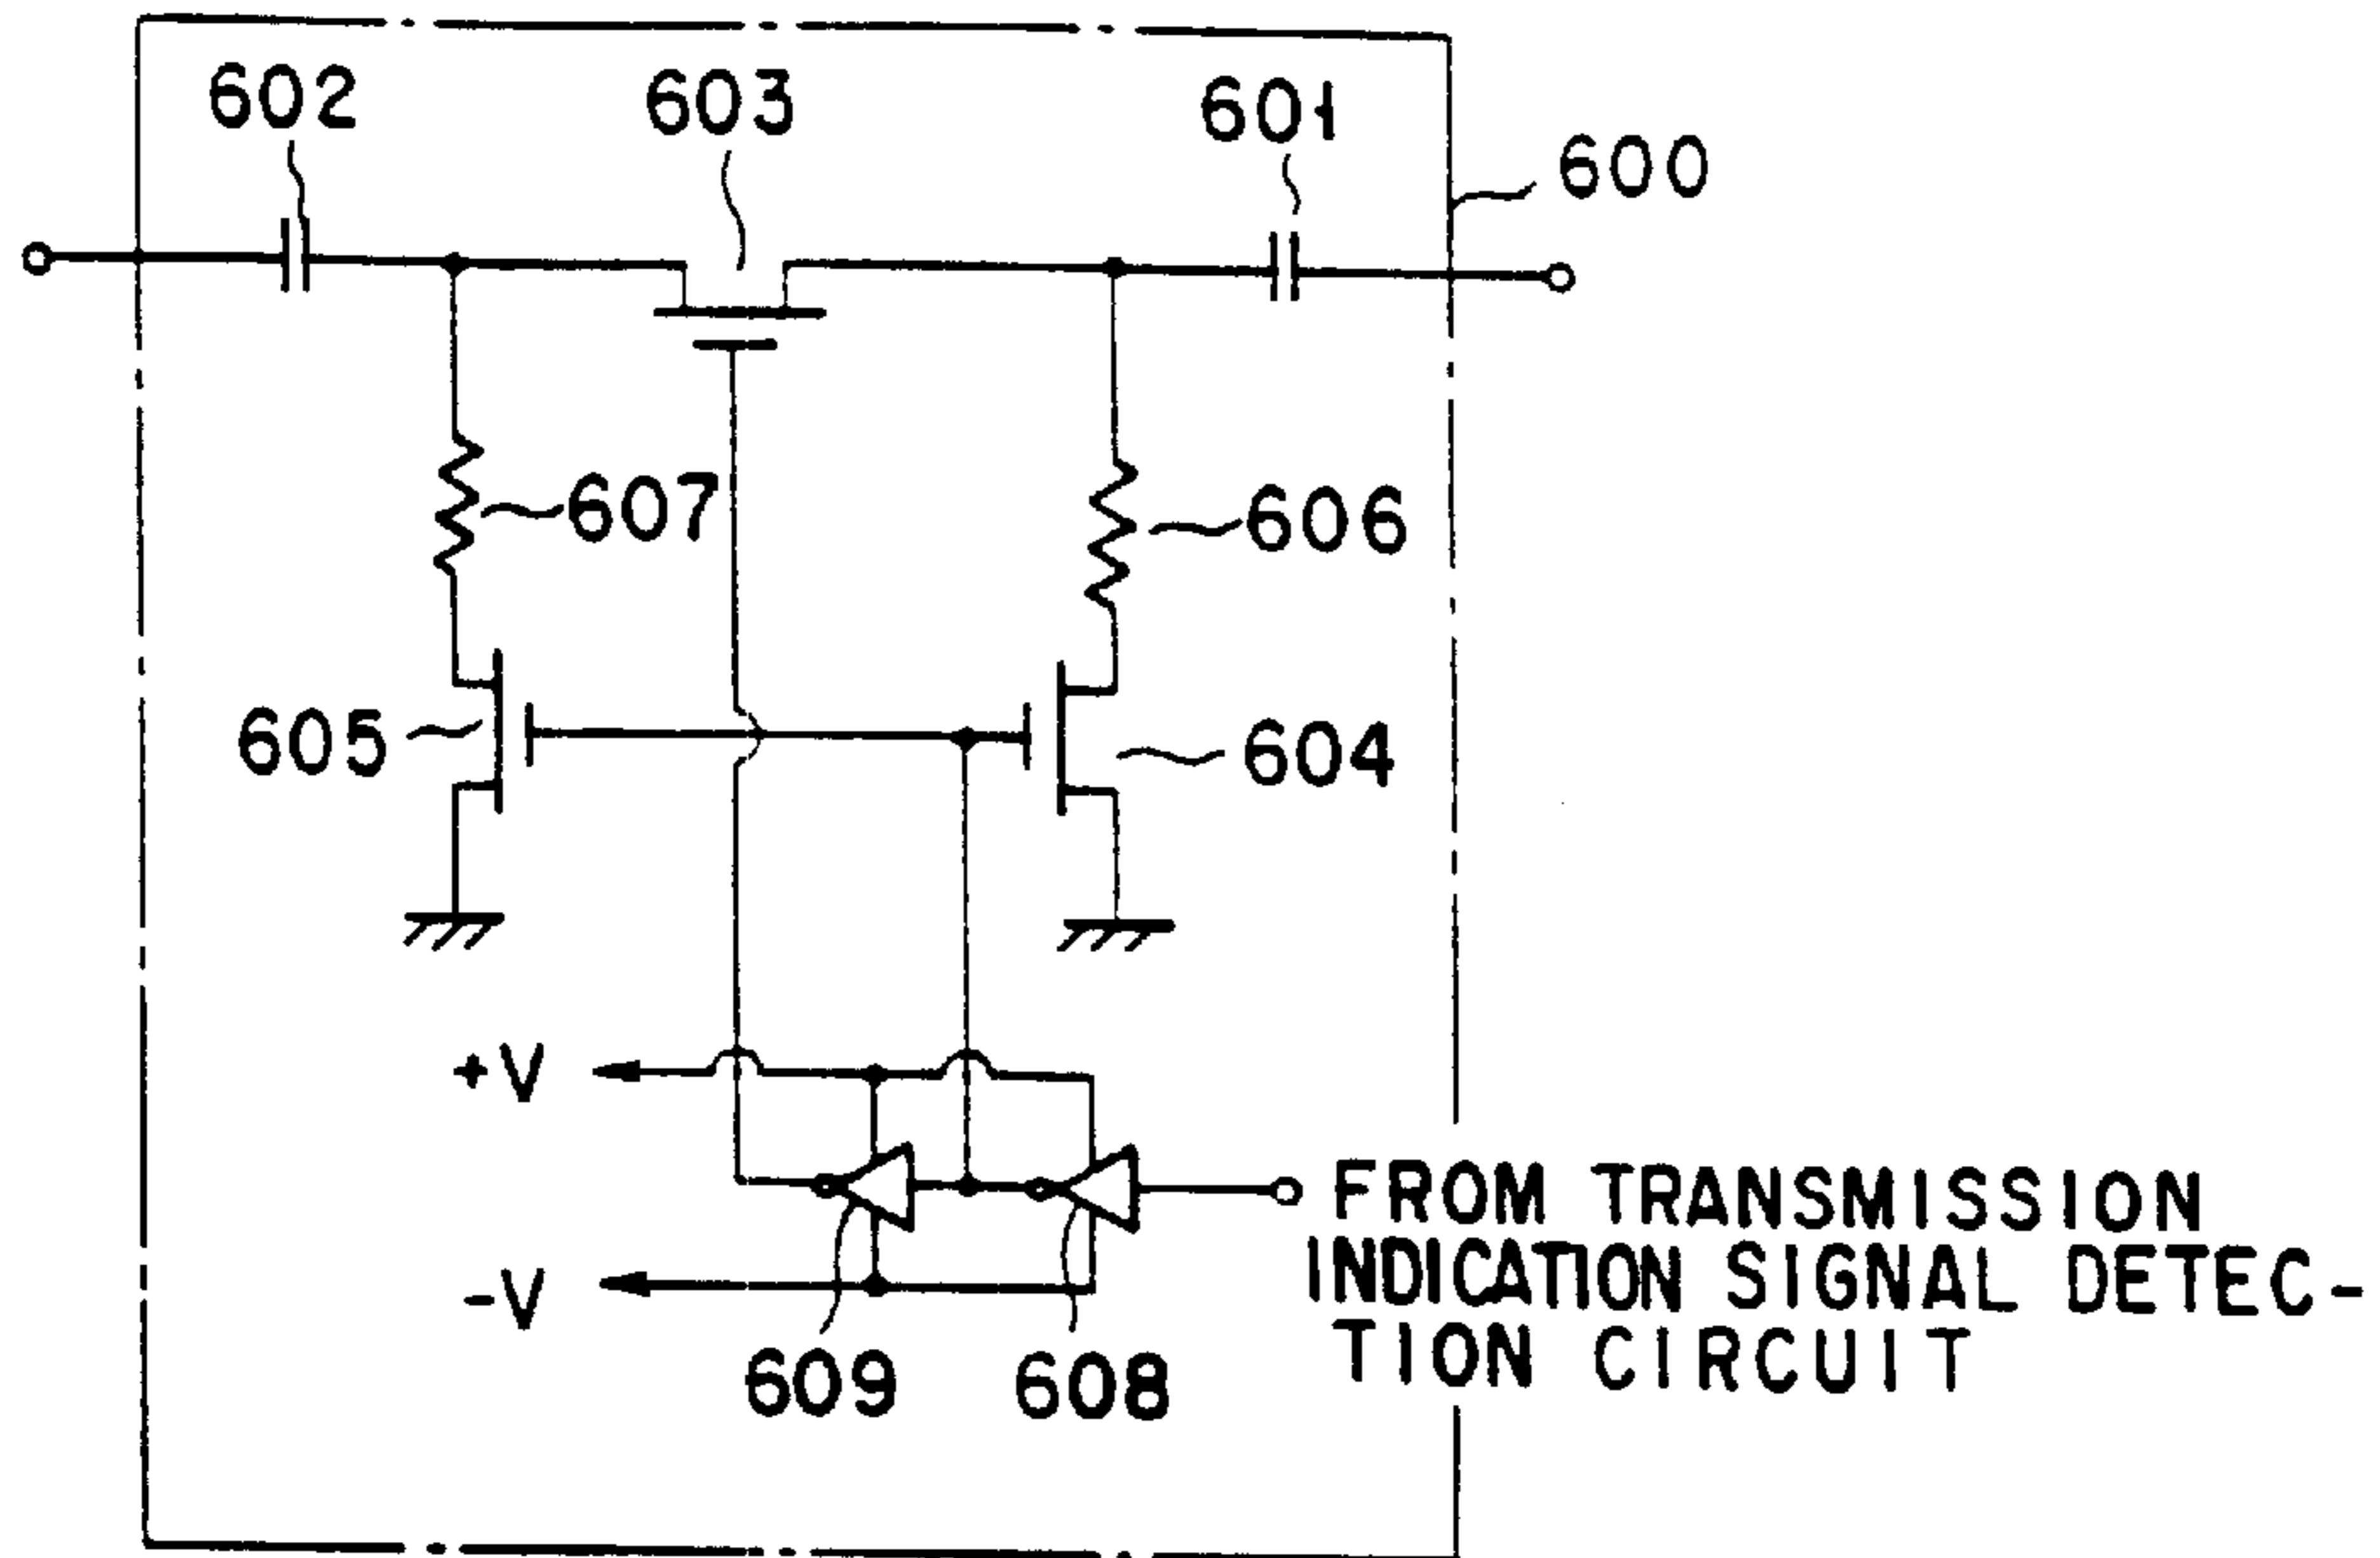 602
603
601
600
607
606
605
604
+V
-V
FROM TRANSMISSION
INDICATION SIGNAL DETEC-
TION CIRCUIT
609
608